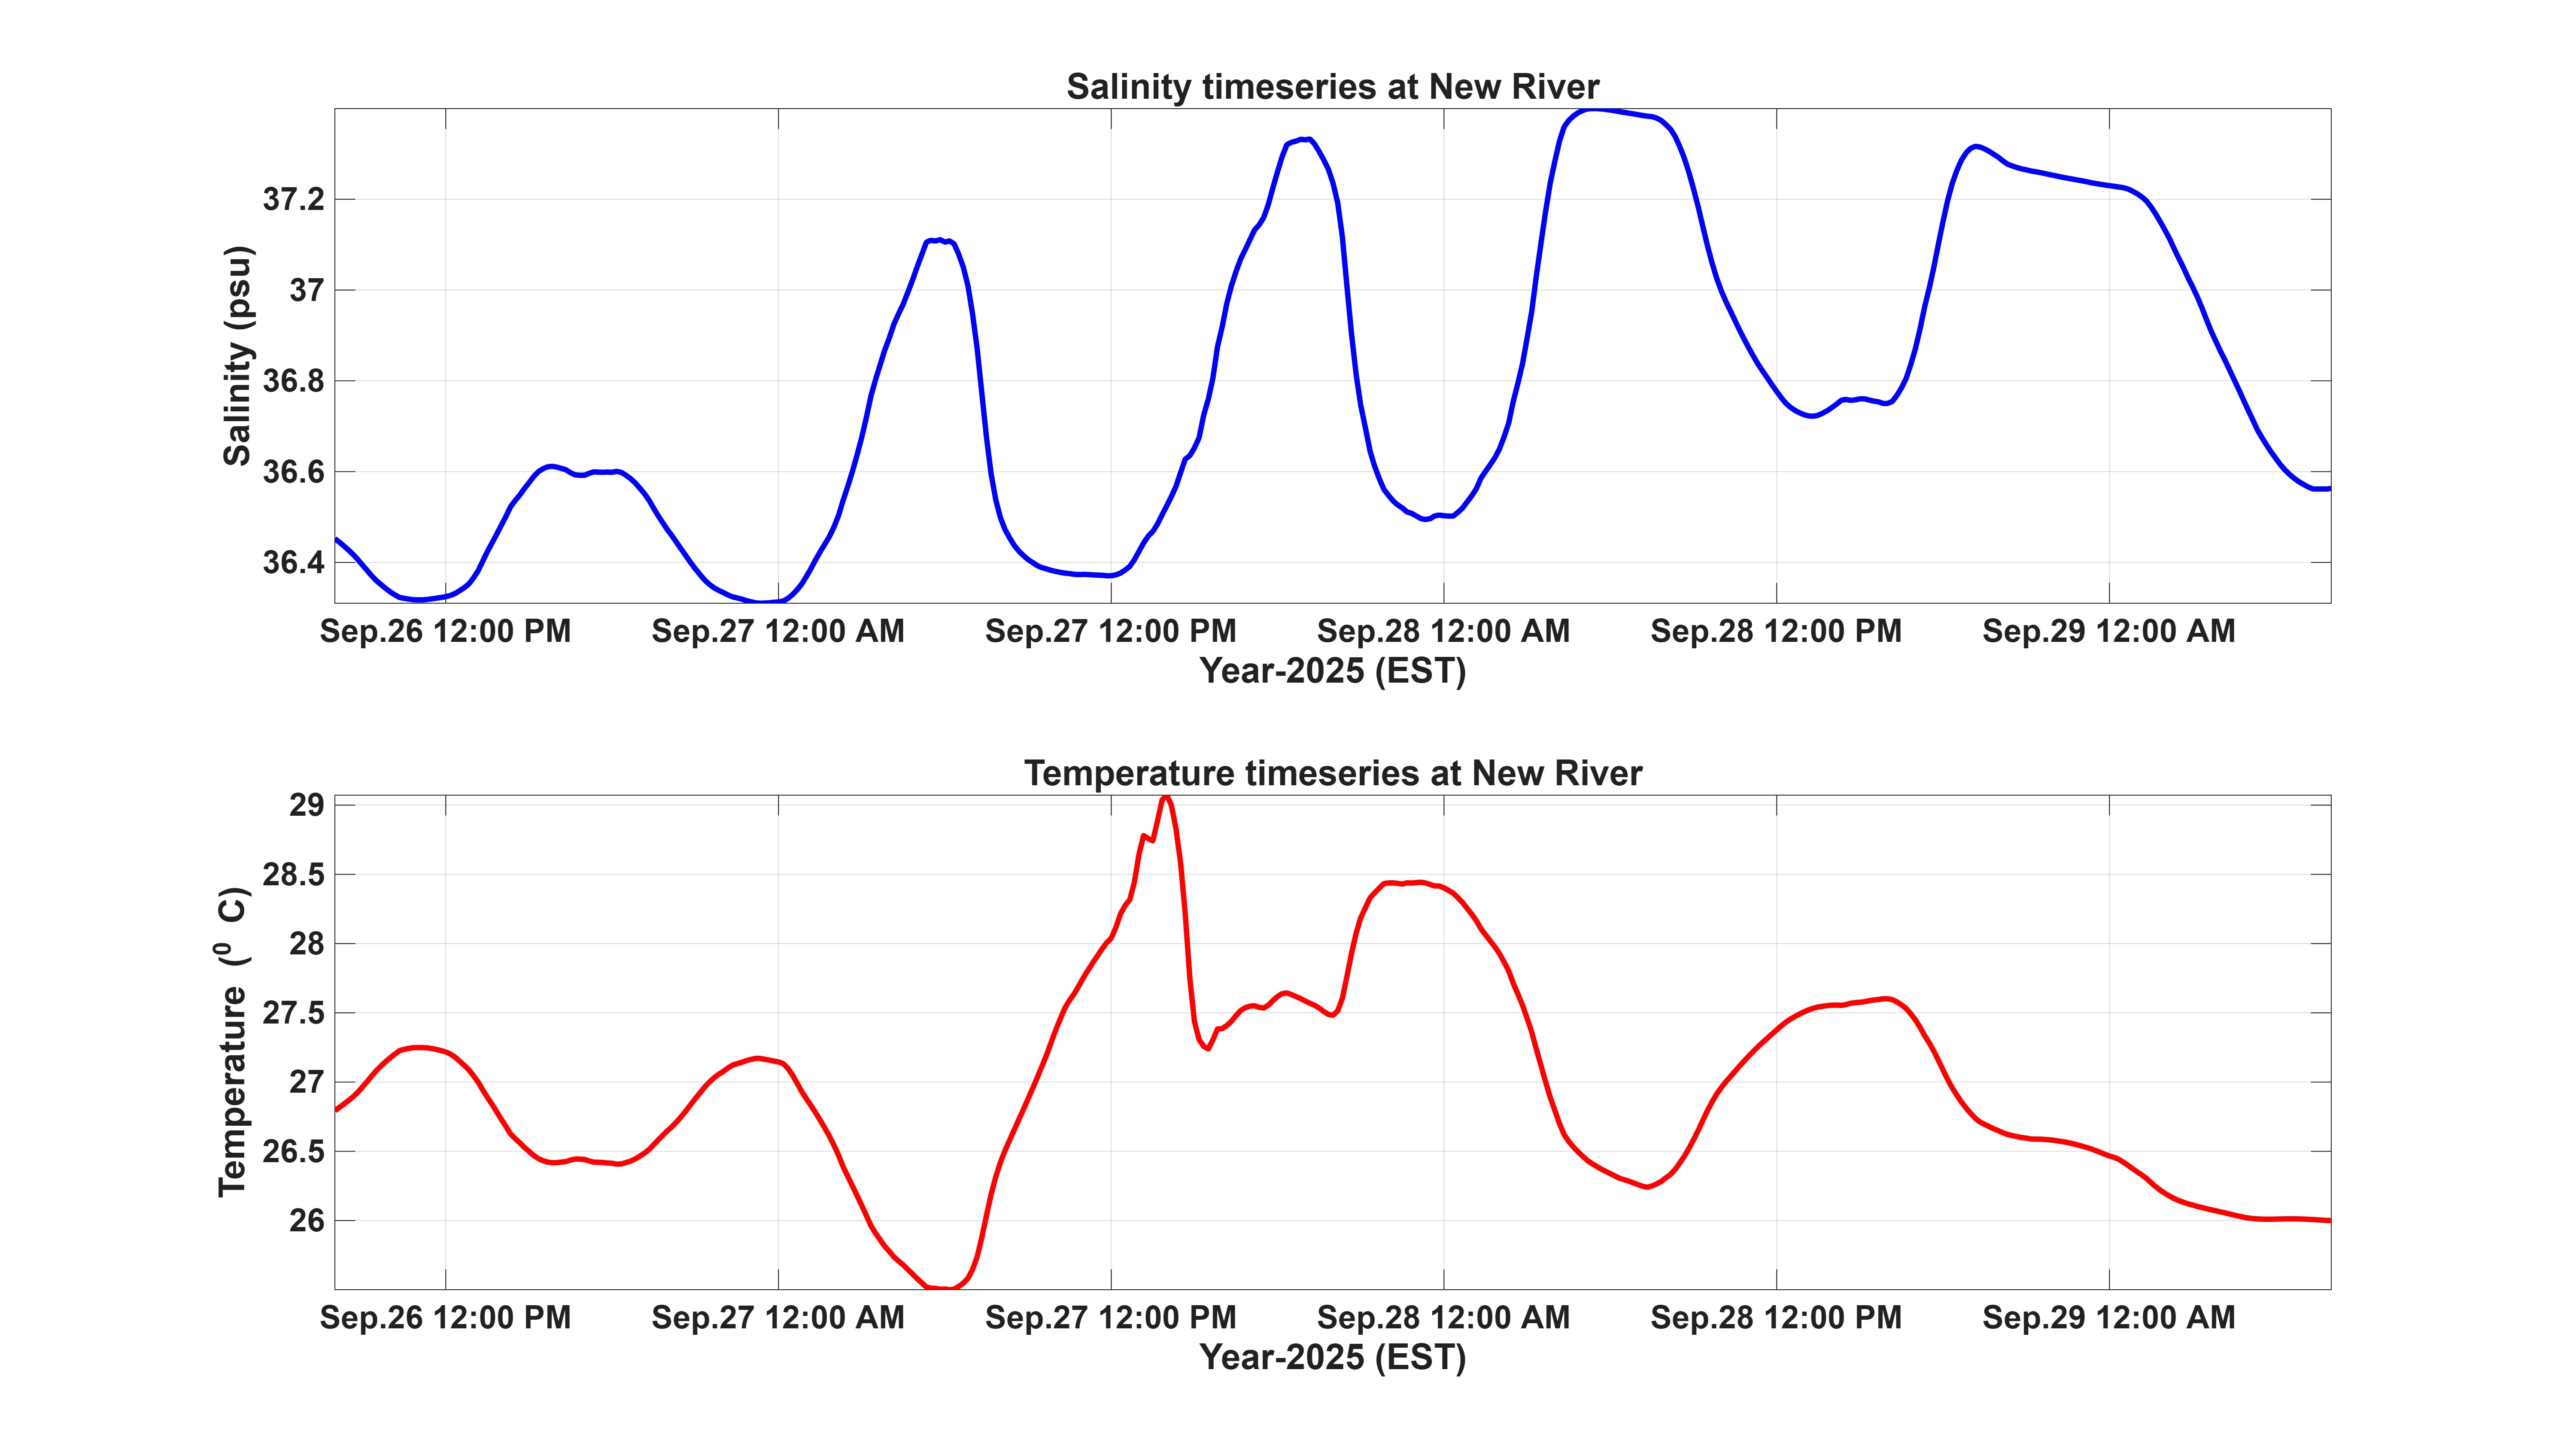 Salinity timeseries at New River
Salinity (psu)
37.2
37
36.8
36.6
36.4
Sep.26 12:00 PM Sep.27 12:00 AM Sep.27 12:00 PM Sep.28 12:00 AM Sep.28 12:00 PM Sep.29 12:00 AM
Year-2025 (EST)
Temperature timeseries at New River
Temperature (⁰ C)
29
28.5
28
27.5
27
26.5
26
Sep.26 12:00 PM Sep.27 12:00 AM Sep.27 12:00 PM Sep.28 12:00 AM Sep.28 12:00 PM Sep.29 12:00 AM
Year-2025 (EST)